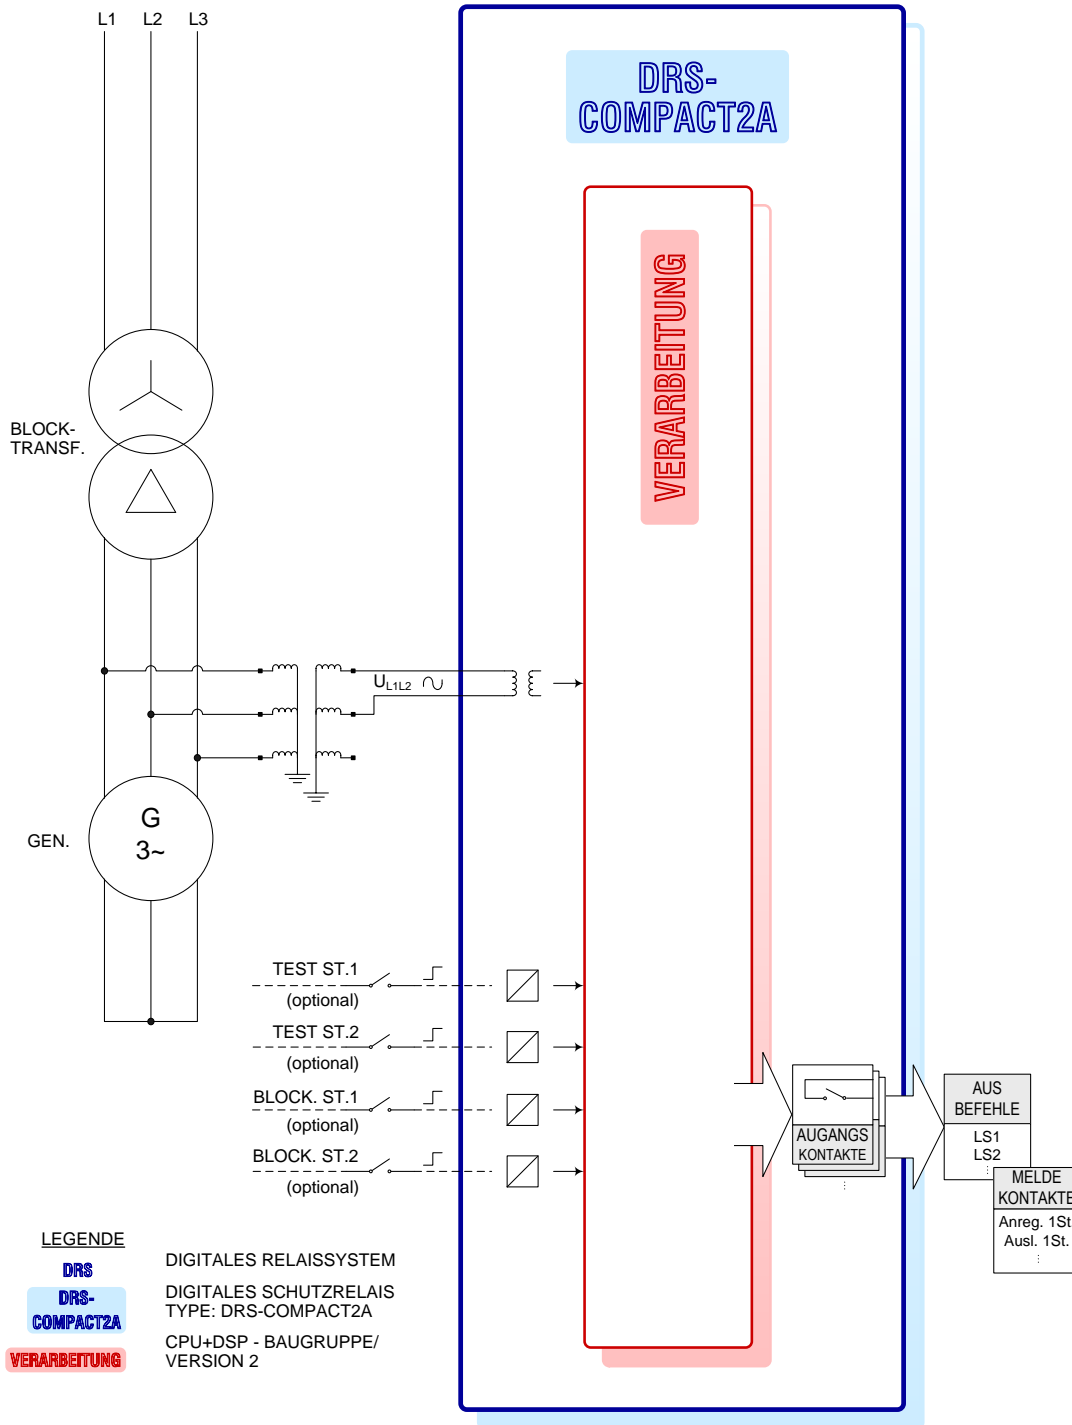 L1 L2 L3
DRS-
COMPACT2A
VERARBEITUNG
BLOCK-
TRANSF.
UL1L2
G
3~
GEN.
TEST ST.1
(optional)
TEST ST.2
(optional)
BLOCK. ST.1
(optional)
BLOCK. ST.2
(optional)
AUGANGS
KONTAKTE
AUS
BEFEHLE
LS1
LS2
MELDE
KONTAKTE
Anreg. 1St.
Ausl. 1St.
LEGENDE
DRS
DIGITALES RELAISSYSTEM
DRS-
COMPACT2A
DIGITALES SCHUTZRELAIS
TYPE: DRS-COMPACT2A
VERARBEITUNG
CPU+DSP - BAUGRUPPE/
VERSION 2